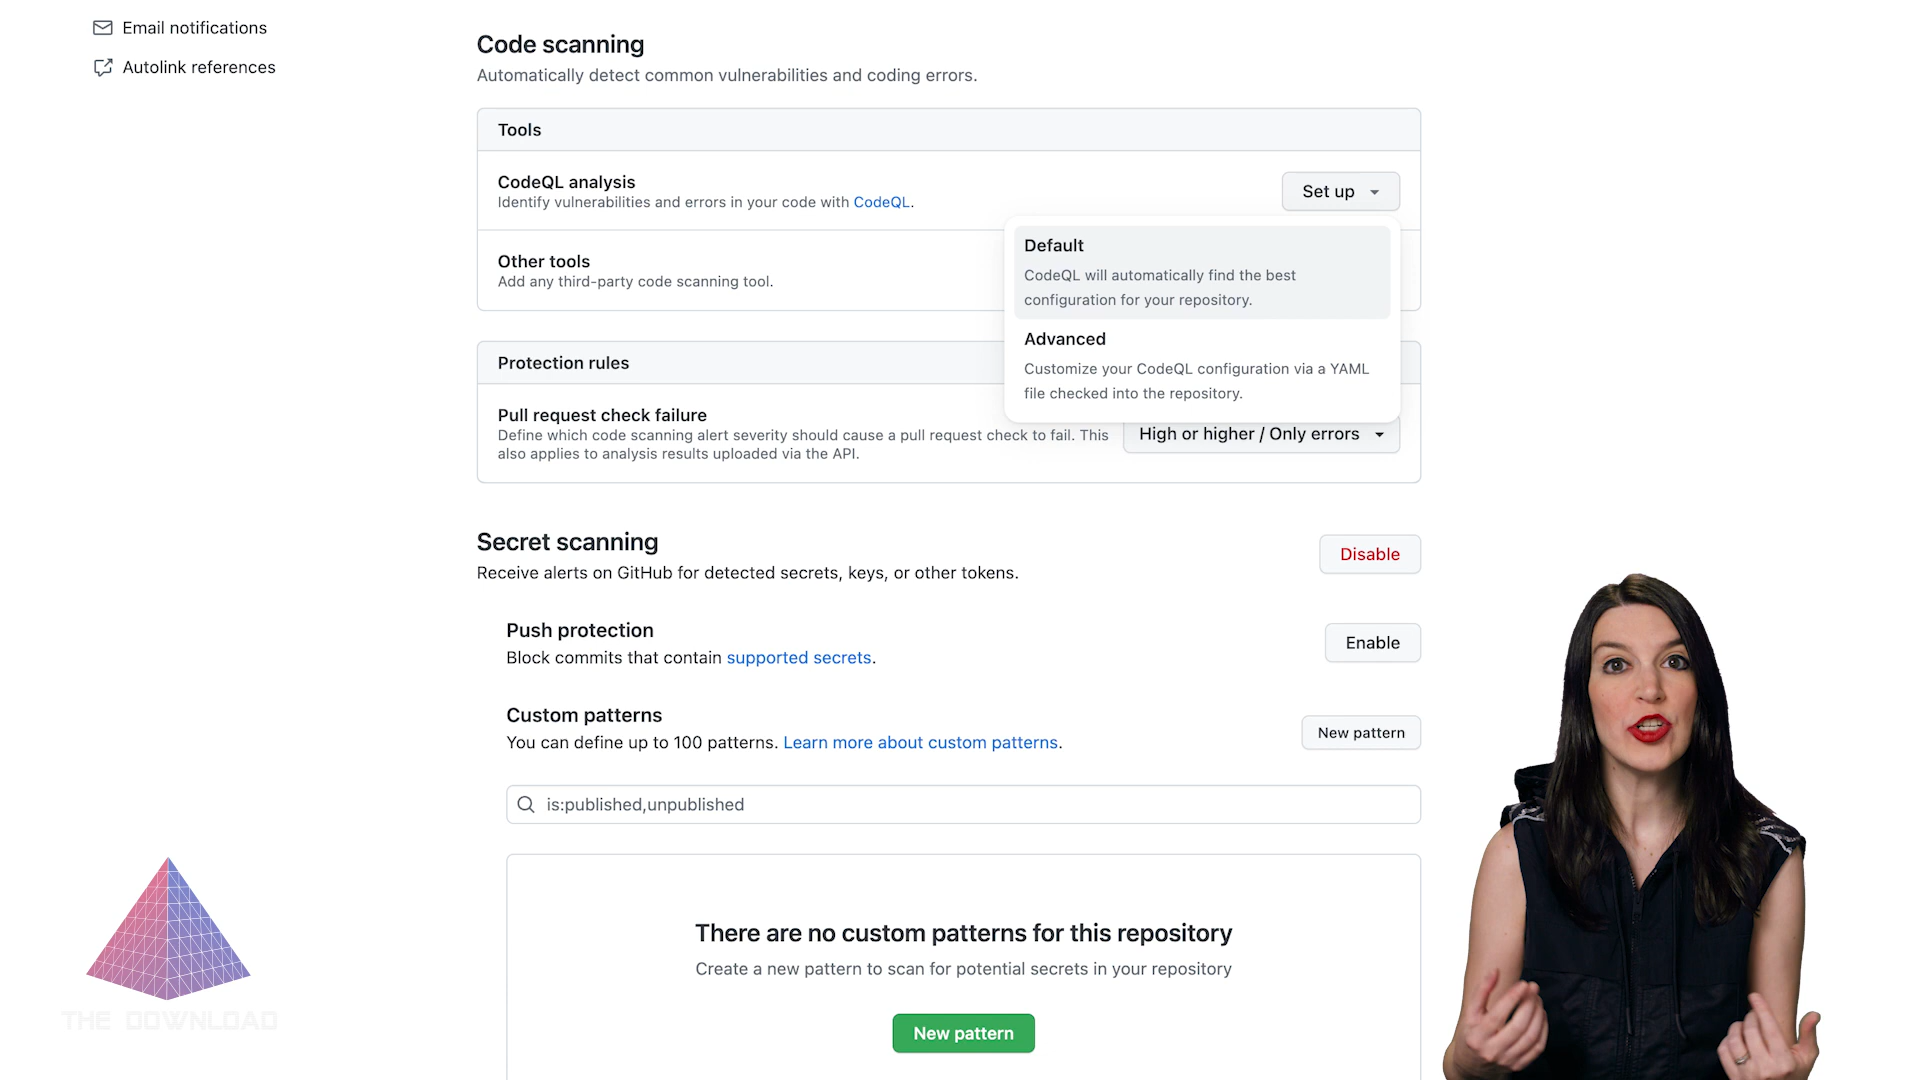 Email notifications
Autolink references
Code scanning
Automatically detect common vulnerabilities and coding errors.
Tools
CodeQL analysis
Identify vulnerabilities and errors in your code with CodeQL.
Set up
Default
CodeQL will automatically find the best
configuration for your repository.
Advanced
Customize your CodeQL configuration via a YAML
file checked into the repository.
Other tools
Add any third-party code scanning tool.
Protection rules
Pull request check failure
Define which code scanning alert severity should cause a pull request check to fail. This
also applies to analysis results uploaded via the API.
High or higher / Only errors
Secret scanning
Receive alerts on GitHub for detected secrets, keys, or other tokens.
Disable
Push protection
Block commits that contain supported secrets.
Enable
Custom patterns
You can define up to 100 patterns. Learn more about custom patterns.
New pattern
is:published,unpublished
There are no custom patterns for this repository
Create a new pattern to scan for potential secrets in your repository
New pattern
THE DOWNLOAD